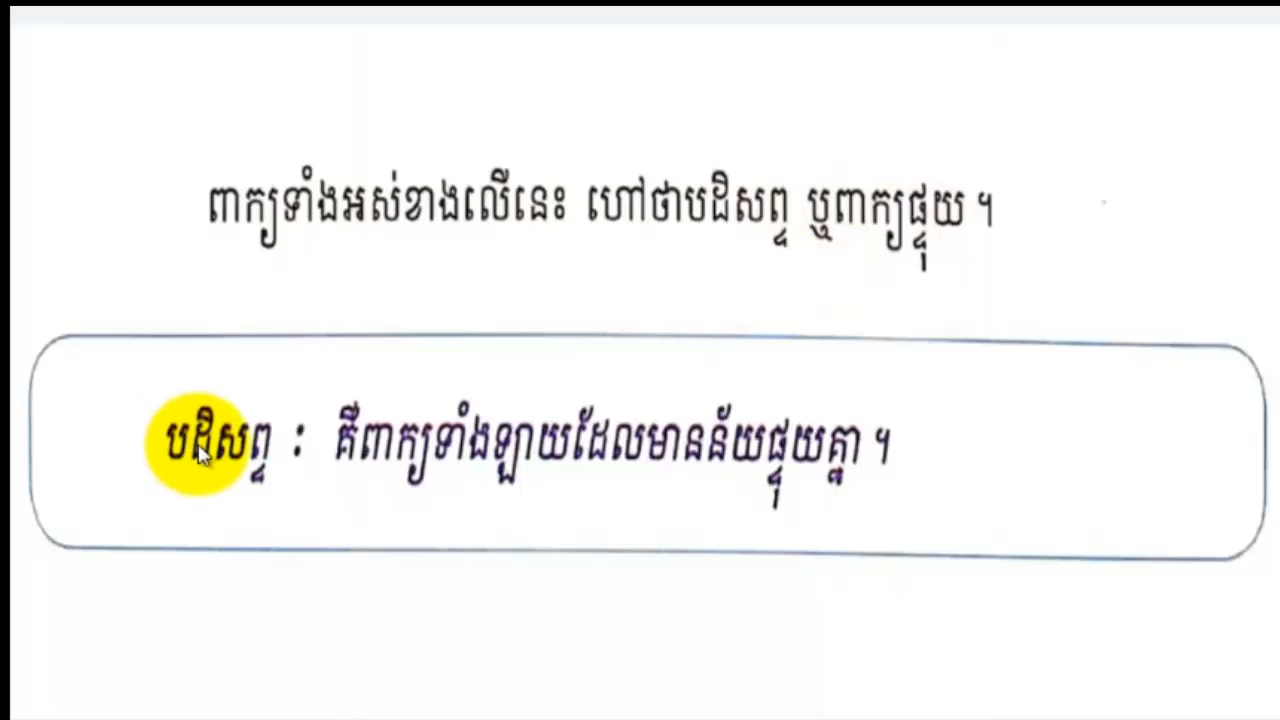 ពាក្យទាំងអស់ខាងលើនេះ ហៅថាបដិសព្ទ ឬពាក្យផ្ទុយ ។
បដិសព្ទ ៖ គឺពាក្យទាំងឡាយដែលមានន័យផ្ទុយគ្នា ។